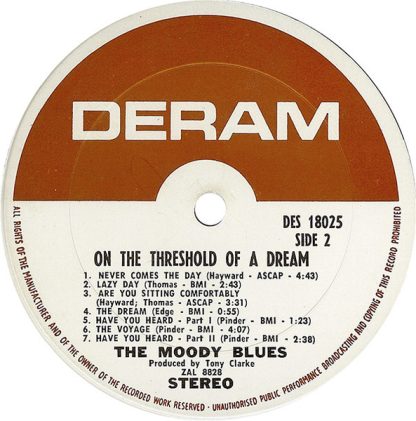 DERAM
DES 18025
SIDE 2
ON THE THRESHOLD OF A DREAM
1. NEVER COMES THE DAY (Hayward - ASCAP - 4:43)
2. LAZY DAY (Thomas - BMI - 2:43)
3. ARE YOU SITTING COMFORTABLY
(Hayward; Thomas - ASCAP - 3:31)
4. THE DREAM (Edge - BMI - 0:55)
5. HAVE YOU HEARD - Part I (Pinder - BMI - 1:23)
6. THE VOYAGE (Pinder - BMI - 4:07)
7. HAVE YOU HEARD - Part II (Pinder - BMI - 2:38)
THE MOODY BLUES
Produced by Tony Clarke
ZAL 8828
STEREO
ALL RIGHTS OF THE MANUFACTURER AND OF THE OWNER OF THE RECORDED WORK RESERVED · UNAUTHORISED PUBLIC PERFORMANCE BROADCASTING AND COPYING OF THIS RECORD PROHIBITED